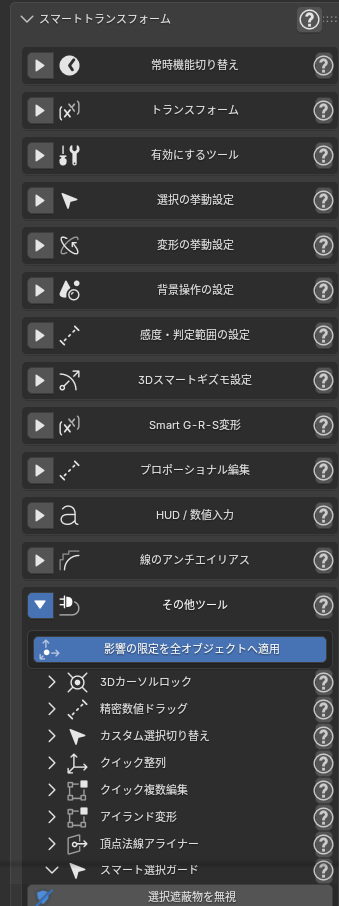 スマートトランスフォーム
常時機能切り替え
トランスフォーム
有効にするツール
選択の挙動設定
変形の挙動設定
背景操作の設定
感度・判定範囲の設定
3Dスマートギズモ設定
Smart G-R-S変形
プロポーショナル編集
HUD / 数値入力
線のアンチエイリアス
その他ツール
影響の限定を全オブジェクトへ適用
3Dカーソルロック
精密数値ドラッグ
カスタム選択切り替え
クイック整列
クイック複数編集
アイランド変形
頂点法線アライナー
スマート選択ガード
選択遮蔽物を無視